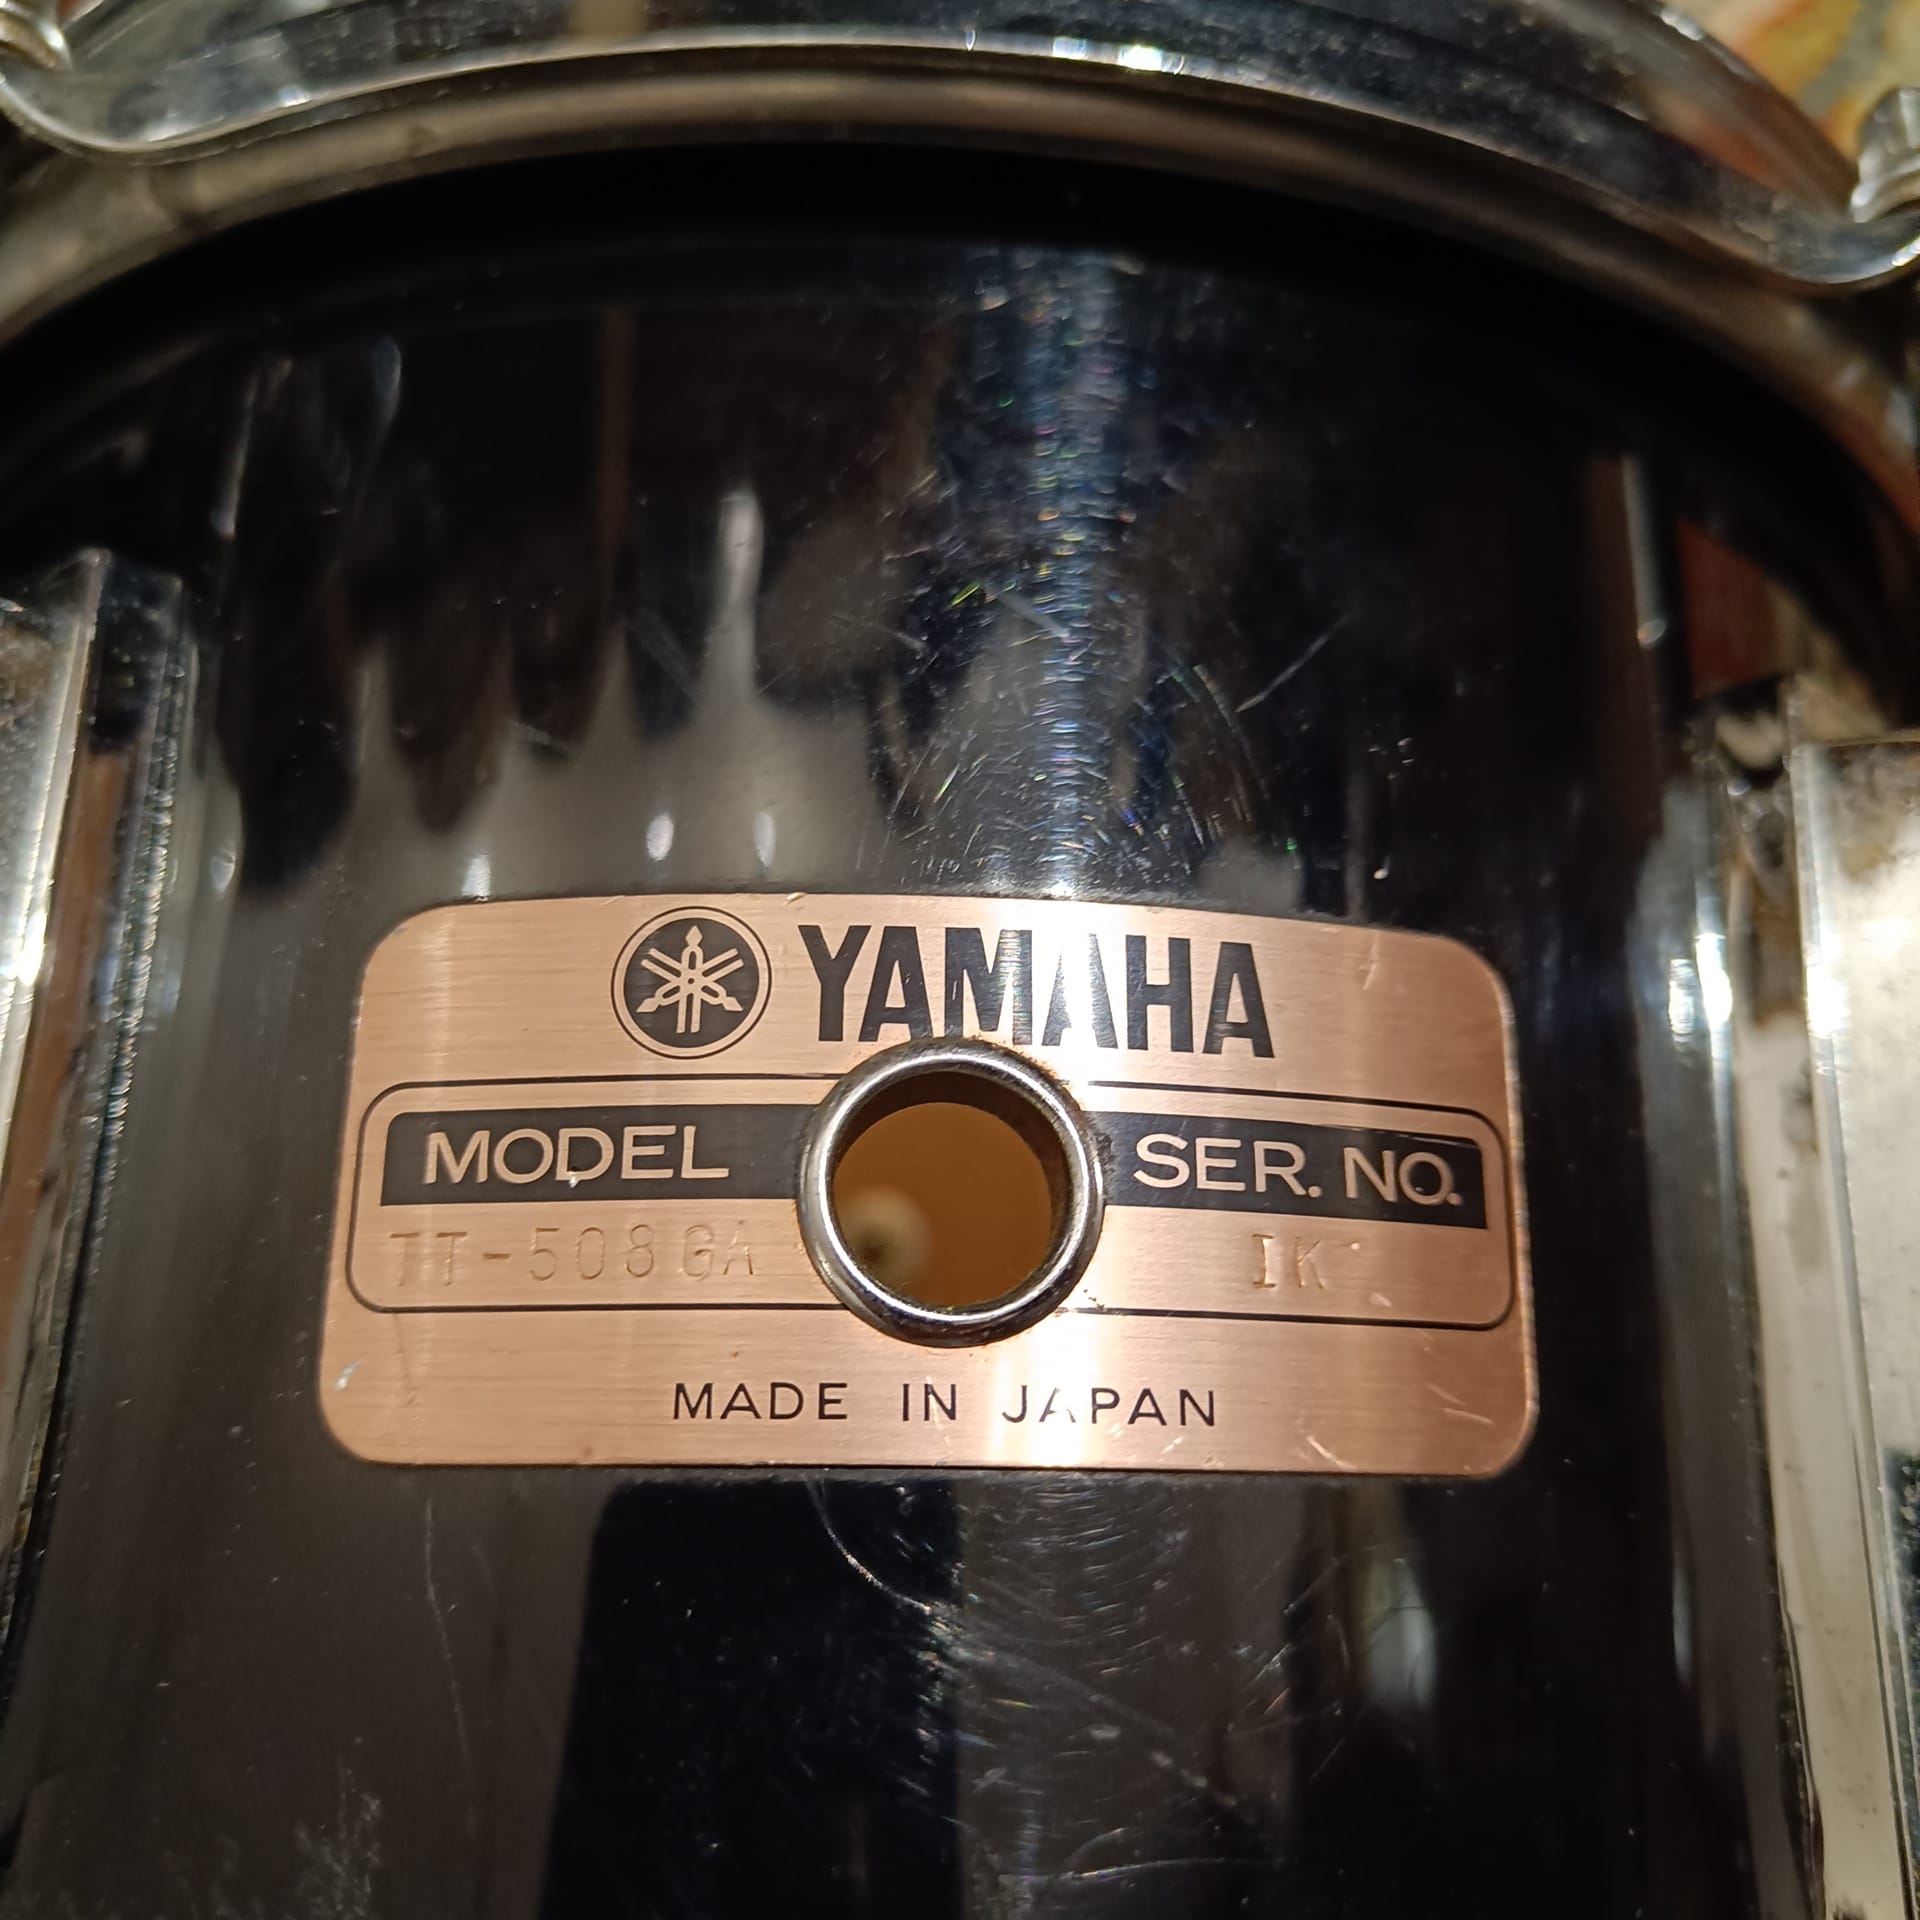 YAMAHA
MODEL SER. NO.
TT-508GA IK
MADE IN JAPAN